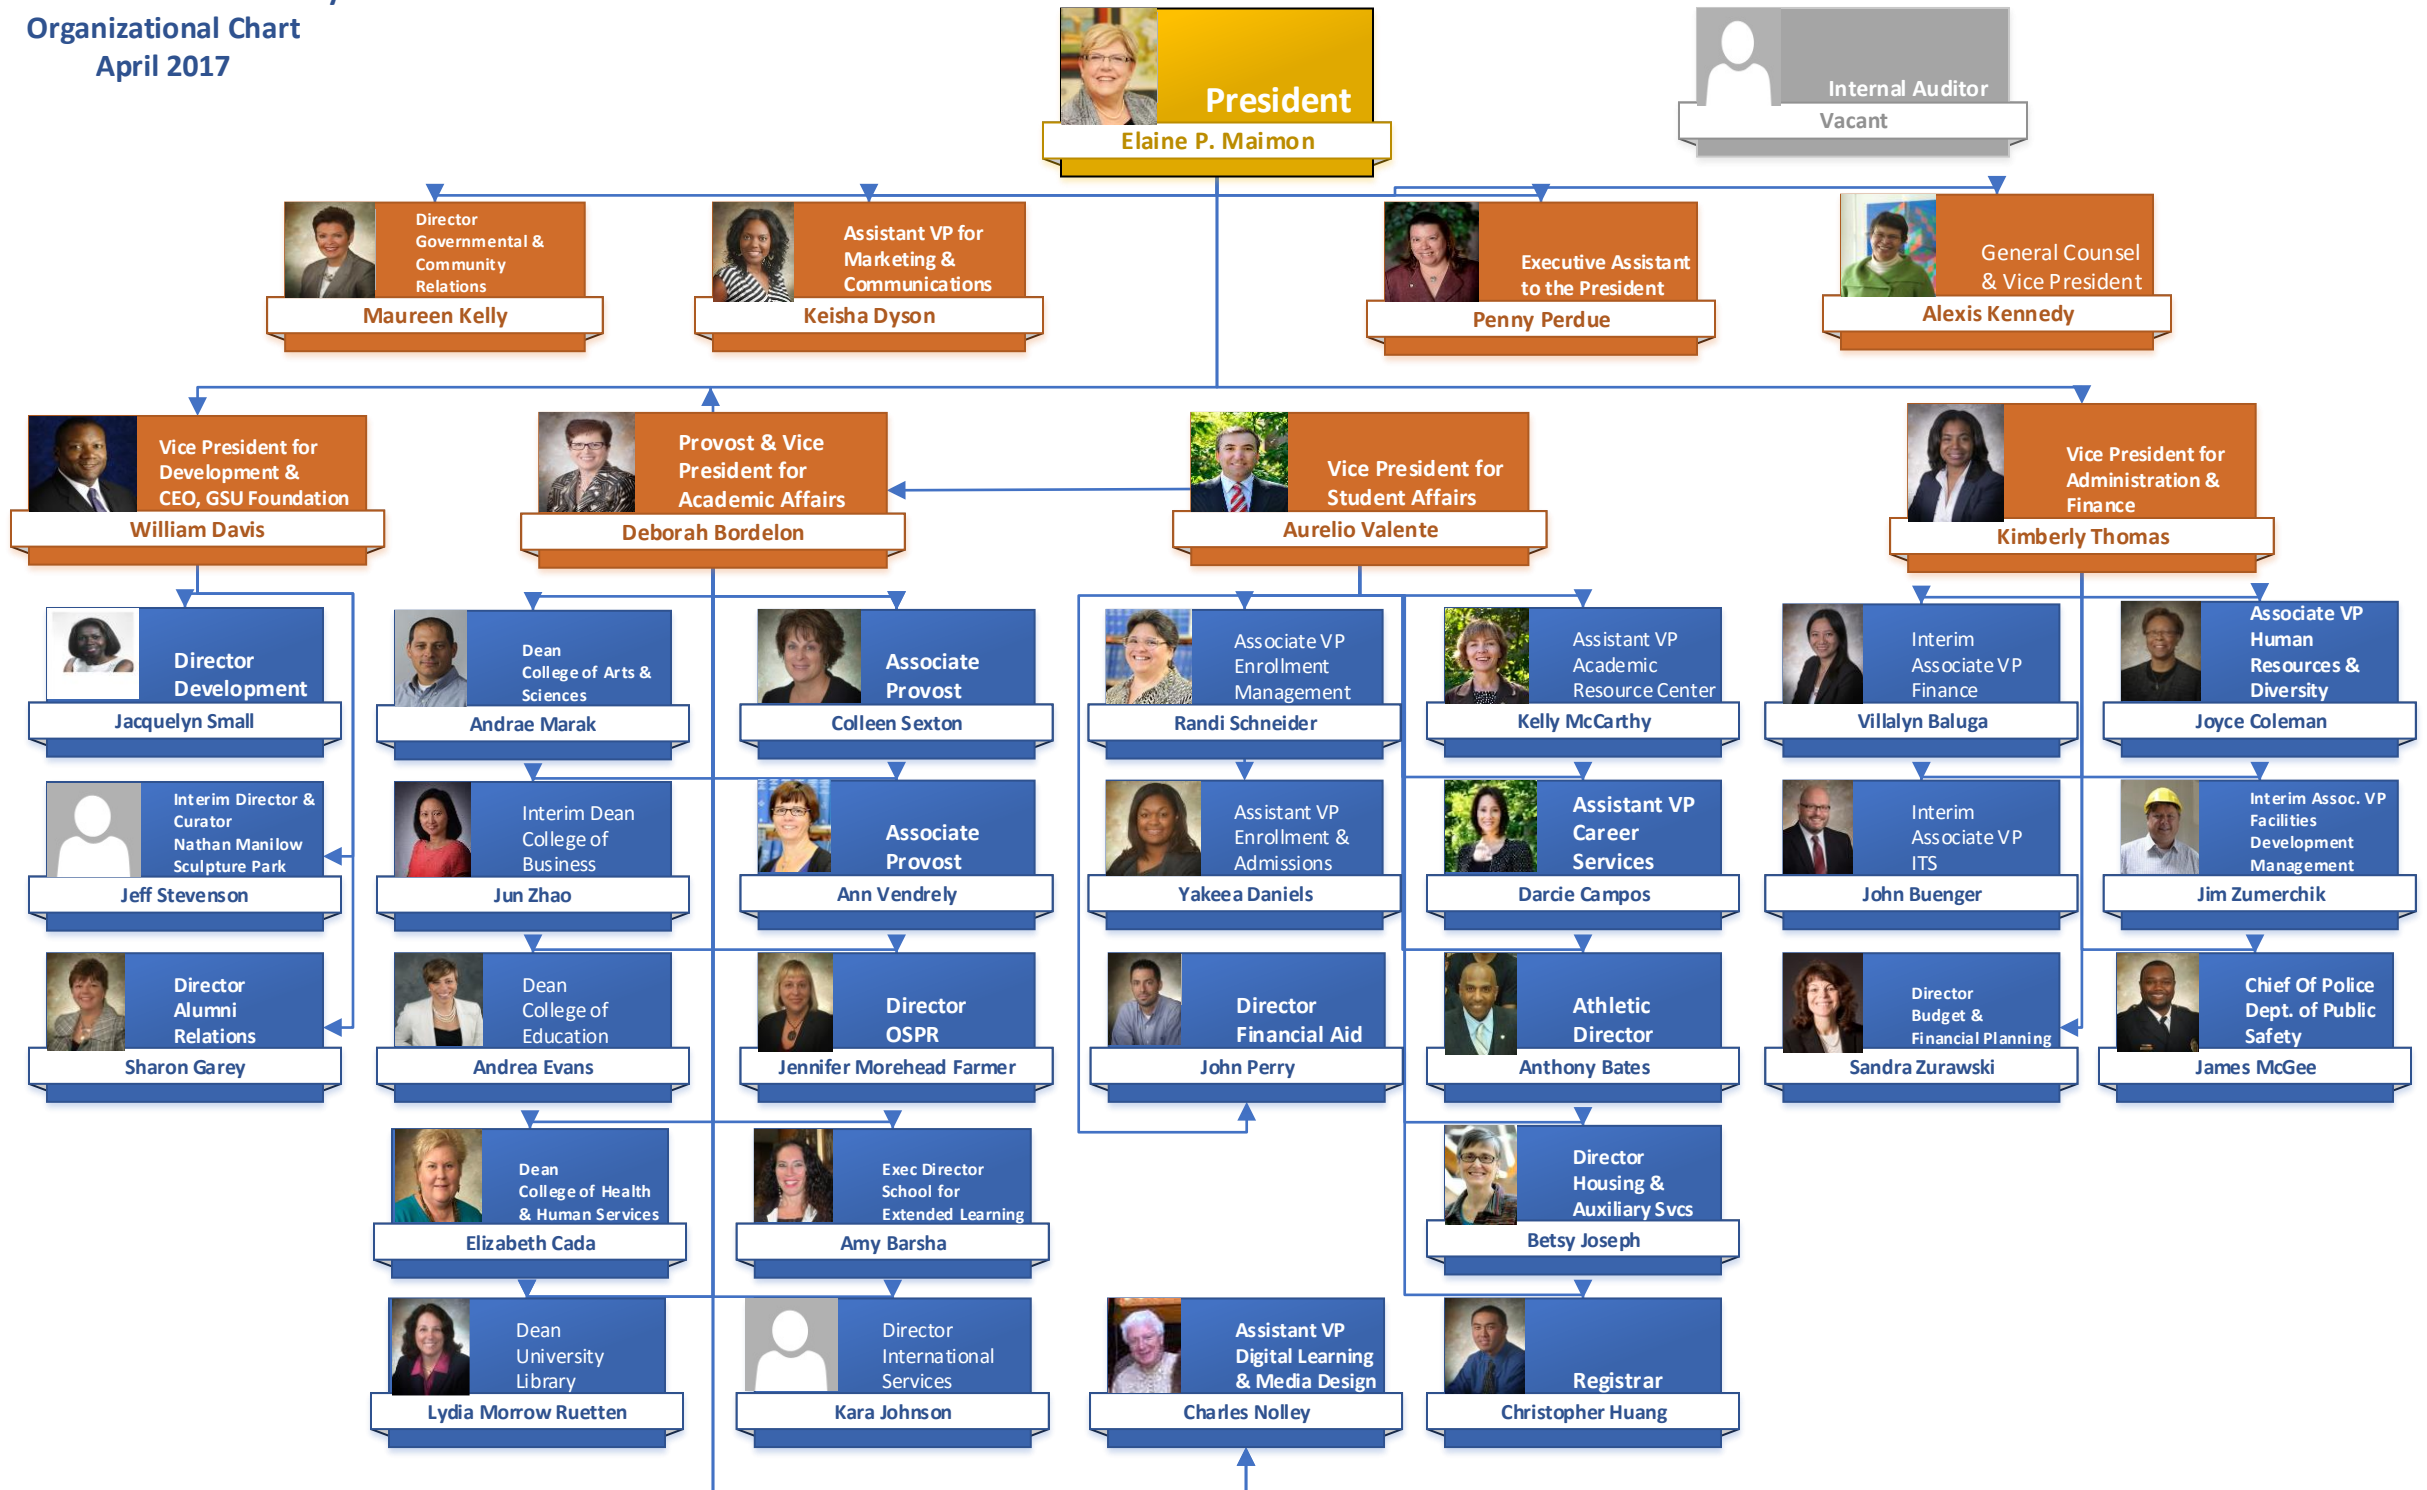 Organizational Chart
April 2017
President
Elaine P. Maimon
Internal Auditor
Vacant
Director
Governmental &
Community
Relations
Maureen Kelly
Assistant VP for
Marketing &
Communications
Keisha Dyson
Executive Assistant
to the President
Penny Perdue
General Counsel
& Vice President
Alexis Kennedy
Vice President for
Development &
CEO, GSU Foundation
William Davis
Provost & Vice
President for
Academic Affairs
Deborah Bordelon
Vice President for
Student Affairs
Aurelio Valente
Vice President for
Administration &
Finance
Kimberly Thomas
Director
Development
Jacquelyn Small
Dean
College of Arts &
Sciences
Andrae Marak
Associate
Provost
Colleen Sexton
Associate VP
Enrollment
Management
Randi Schneider
Assistant VP
Academic
Resource Center
Kelly McCarthy
Interim
Associate VP
Finance
Villalyn Baluga
Associate VP
Human
Resources &
Diversity
Joyce Coleman
Interim Director &
Curator
Nathan Manilow
Sculpture Park
Jeff Stevenson
Interim Dean
College of
Business
Jun Zhao
Associate
Provost
Ann Vendrely
Assistant VP
Enrollment &
Admissions
Yakeea Daniels
Assistant VP
Career
Services
Darcie Campos
Interim
Associate VP
ITS
John Buenger
Interim Assoc. VP
Facilities
Development
Management
Jim Zumerchik
Director
Alumni
Relations
Sharon Garey
Dean
College of
Education
Andrea Evans
Director
OSPR
Jennifer Morehead Farmer
Director
Financial Aid
John Perry
Athletic
Director
Anthony Bates
Director
Budget &
Financial Planning
Sandra Zurawski
Chief Of Police
Dept. of Public
Safety
James McGee
Dean
College of Health
& Human Services
Elizabeth Cada
Exec Director
School for
Extended Learning
Amy Barsha
Director
Housing &
Auxiliary Svcs
Betsy Joseph
Dean
University
Library
Lydia Morrow Ruetten
Director
International
Services
Kara Johnson
Assistant VP
Digital Learning
& Media Design
Charles Nolley
Registrar
Christopher Huang